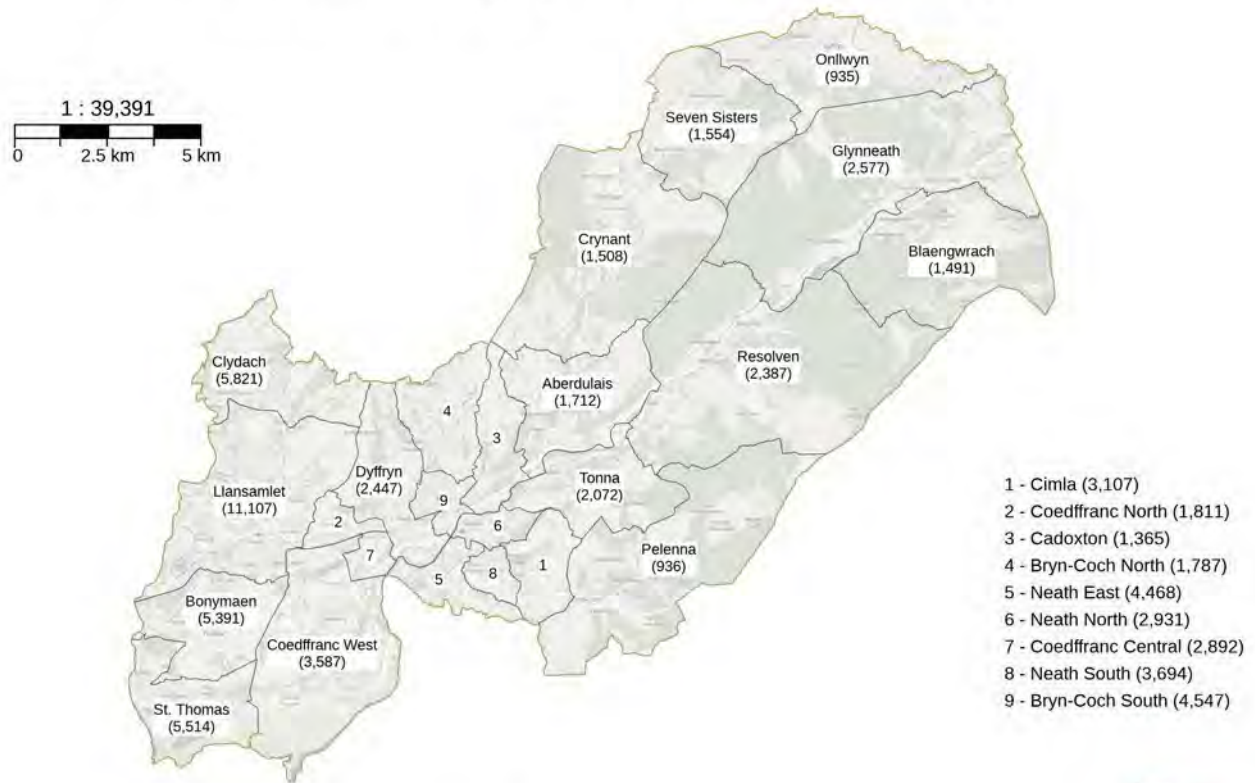 1 : 39,391
0 2.5 km 5 km
Onllwyn
(935)
Seven Sisters
(1,554)
Glynneath
(2,577)
Crynant
(1,508)
Blaengwrach
(1,491)
Clydach
(5,821)
Resolven
(2,387)
Aberdulais
(1,712)
4
3
Dyffryn
(2,447)
Llansamlet
(11,107)
Tonna
(2,072)
9
2
6
7
Pelenna
(936)
1
8
5
Bonymaen
(5,391)
Coedffranc West
(3,587)
St. Thomas
(5,514)
1 - Cimla (3,107)
2 - Coedffranc North (1,811)
3 - Cadoxton (1,365)
4 - Bryn-Coch North (1,787)
5 - Neath East (4,468)
6 - Neath North (2,931)
7 - Coedffranc Central (2,892)
8 - Neath South (3,694)
9 - Bryn-Coch South (4,547)